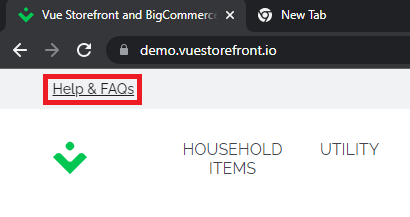 Vue Storefront and BigCommerc
New Tab
demo.vuestorefront.io
Help & FAQs
HOUSEHOLD UTILITY
ITEMS